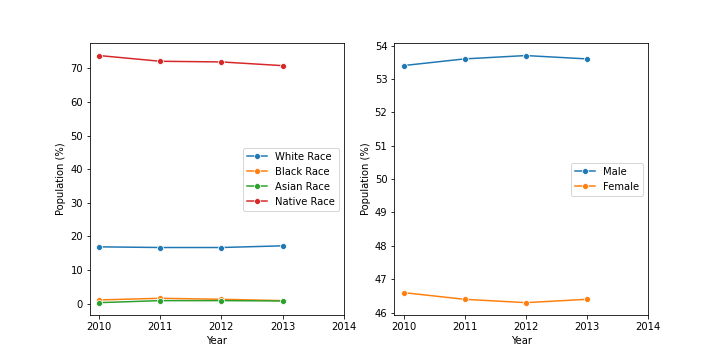 70
60
50
40
30
20
10
0
Population (%)
White Race
Black Race
Asian Race
Native Race
2010 2011 2012 2013 2014
Year
54
53
52
51
50
49
48
47
46
Population (%)
Male
Female
2010 2011 2012 2013 2014
Year